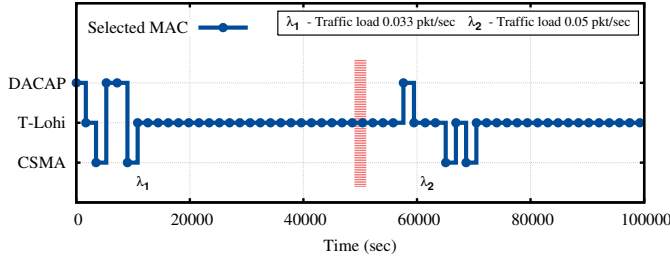 Selected MAC
λ1 - Traffic load 0.033 pkt/sec λ2 - Traffic load 0.05 pkt/sec
DACAP
T-Lohi
CSMA
λ1 λ2
0 20000 40000 60000 80000 100000
Time (sec)